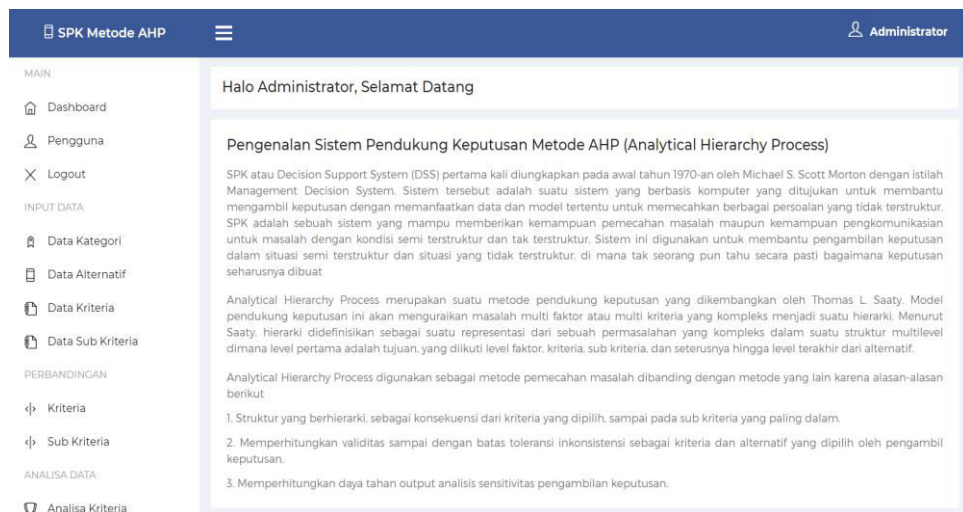 SPK Metode AHP
Administrator
MAIN
Dashboard
Pengguna
Logout
INPUT DATA
Data Kategori
Data Alternatif
Data Kriteria
Data Sub Kriteria
PERBANDINGAN
Kriteria
Sub Kriteria
ANALISA DATA
Analisa Kriteria
Halo Administrator, Selamat Datang
Pengenalan Sistem Pendukung Keputusan Metode AHP (Analytical Hierarchy Process)
SPK atau Decision Support System (DSS) pertama kali diungkapkan pada awal tahun 1970-an oleh Michael S. Scott Morton dengan istilah
Management Decision System. Sistem tersebut adalah suatu sistem yang berbasis komputer yang ditujukan untuk membantu
mengambil keputusan dengan memanfaatkan data dan model tertentu untuk memecahkan berbagai persoalan yang tidak terstruktur.
SPK adalah sebuah sistem yang mampu memberikan kemampuan pemecahan masalah maupun kemampuan pengkomunikasian
untuk masalah dengan kondisi semi terstruktur dan tak terstruktur. Sistem ini digunakan untuk membantu pengambilan keputusan
dalam situasi semi terstruktur dan situasi yang tidak terstruktur. di mana tak seorang pun tahu secara pasti bagaimana keputusan
seharusnya dibuat
Analytical Hierarchy Process merupakan suatu metode pendukung keputusan yang dikembangkan oleh Thomas L. Saaty. Model
pendukung keputusan ini akan menguraikan masalah multi faktor atau multi kriteria yang kompleks menjadi suatu hierarki. Menurut
Saaty, hierarki didefinisikan sebagai suatu representasi dari sebuah permasalahan yang kompleks dalam suatu struktur multilevel
dimana level pertama adalah tujuan, yang diikuti level faktor, kriteria, sub kriteria, dan seterusnya hingga level terakhir dari alternatif.
Analytical Hierarchy Process digunakan sebagai metode pemecahan masalah dibanding dengan metode yang lain karena alasan-alasan
berikut
1. Struktur yang berhierarki, sebagai konsekuensi dari kriteria yang dipilih, sampai pada sub kriteria yang paling dalam.
2. Memperhitungkan validitas sampai dengan batas toleransi inkonsistensi sebagai kriteria dan alternatif yang dipilih oleh pengambil
keputusan.
3. Memperhitungkan daya tahan output analisis sensitivitas pengambilan keputusan.